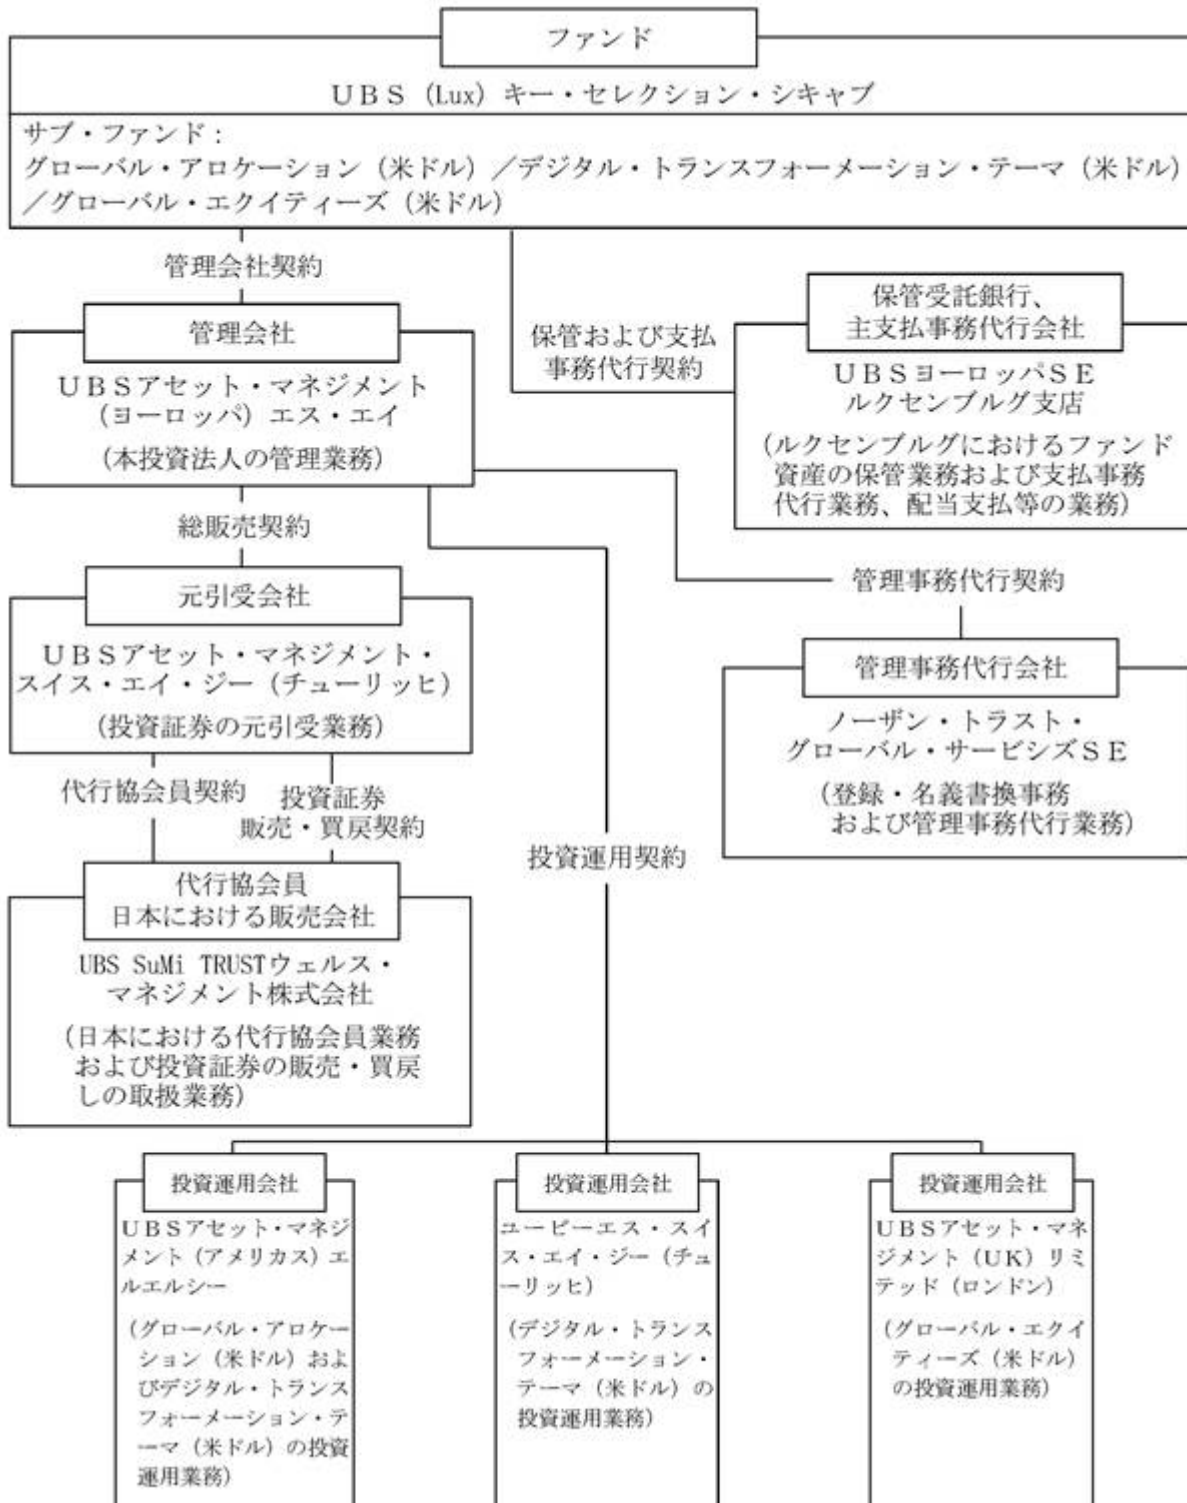 ファンド
ＵＢＳ（Lux）キー・セレクション・シキャブ
サブ・ファンド：
グローバル・アロケーション（米ドル）／デジタル・トランスフォーメーション・テーマ（米ドル）
／グローバル・エクイティーズ（米ドル）
管理会社契約
管理会社
ＵＢＳアセット・マネジメント
（ヨーロッパ）エス・エイ
（本投資法人の管理業務）
保管および支払
事務代行契約
保管受託銀行、
主支払事務代行会社
ＵＢＳヨーロッパＳＥ
ルクセンブルグ支店
（ルクセンブルグにおけるファンド
資産の保管業務および支払事務
代行業務、配当支払等の業務）
総販売契約
元引受会社
ＵＢＳアセット・マネジメント・
スイス・エイ・ジー（チューリッヒ）
（投資証券の元引受業務）
管理事務代行契約
管理事務代行会社
ノーザン・トラスト・
グローバル・サービシズＳＥ
（登録・名義書換事務
および管理事務代行業務）
代行協会員契約
投資証券
販売・買戻契約
投資運用契約
代行協会員
日本における販売会社
UBS SuMi TRUSTウェルス・
マネジメント株式会社
（日本における代行協会員業務
および投資証券の販売・買戻
しの取扱業務）
投資運用会社
ＵＢＳアセット・マネジ
メント（アメリカス）エ
ルエルシー
（グローバル・アロケー
ション（米ドル）およ
びデジタル・トランス
フォーメーション・テ
ーマ（米ドル）の投資
運用業務）
投資運用会社
ユービーエス・スイ
ス・エイ・ジー（チュ
ーリッヒ）
（デジタル・トランス
フォーメーション・
テーマ（米ドル）の
投資運用業務）
投資運用会社
ＵＢＳアセット・マネ
ジメント（ＵＫ）リミ
テッド（ロンドン）
（グローバル・エクイ
ティーズ（米ドル）
の投資運用業務）